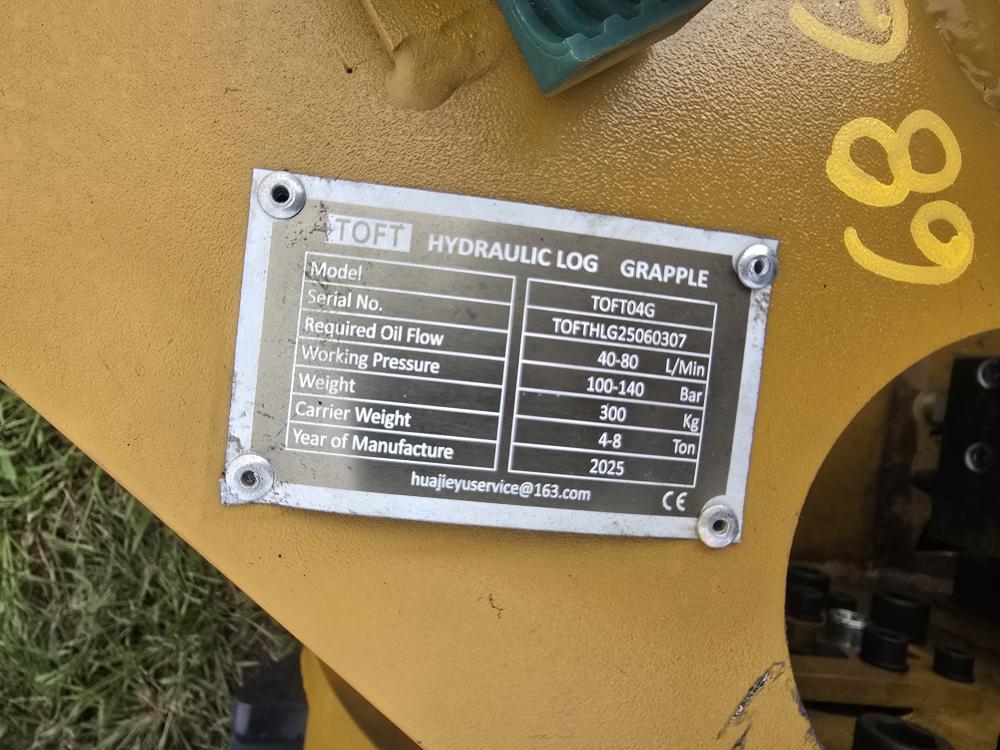 TOFT HYDRAULIC LOG GRAPPLE
Model TOFT04G
Serial No. TOFTHLG25060307
Required Oil Flow 40-80 L/Min
Working Pressure 100-140 Bar
Weight 300 Kg
Carrier Weight 4-8 Ton
Year of Manufacture 2025
huajieyuservice@163.com CE